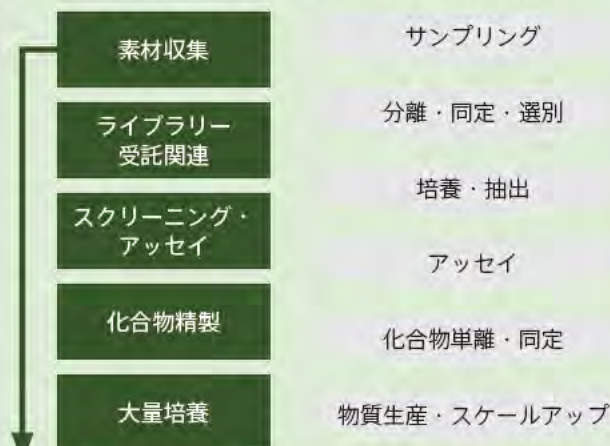 素材収集
サンプリング
ライブラリー
受託関連
分離・同定・選別
スクリーニング・
アッセイ
培養・抽出
アッセイ
化合物精製
化合物単離・同定
大量培養
物質生産・スケールアップ